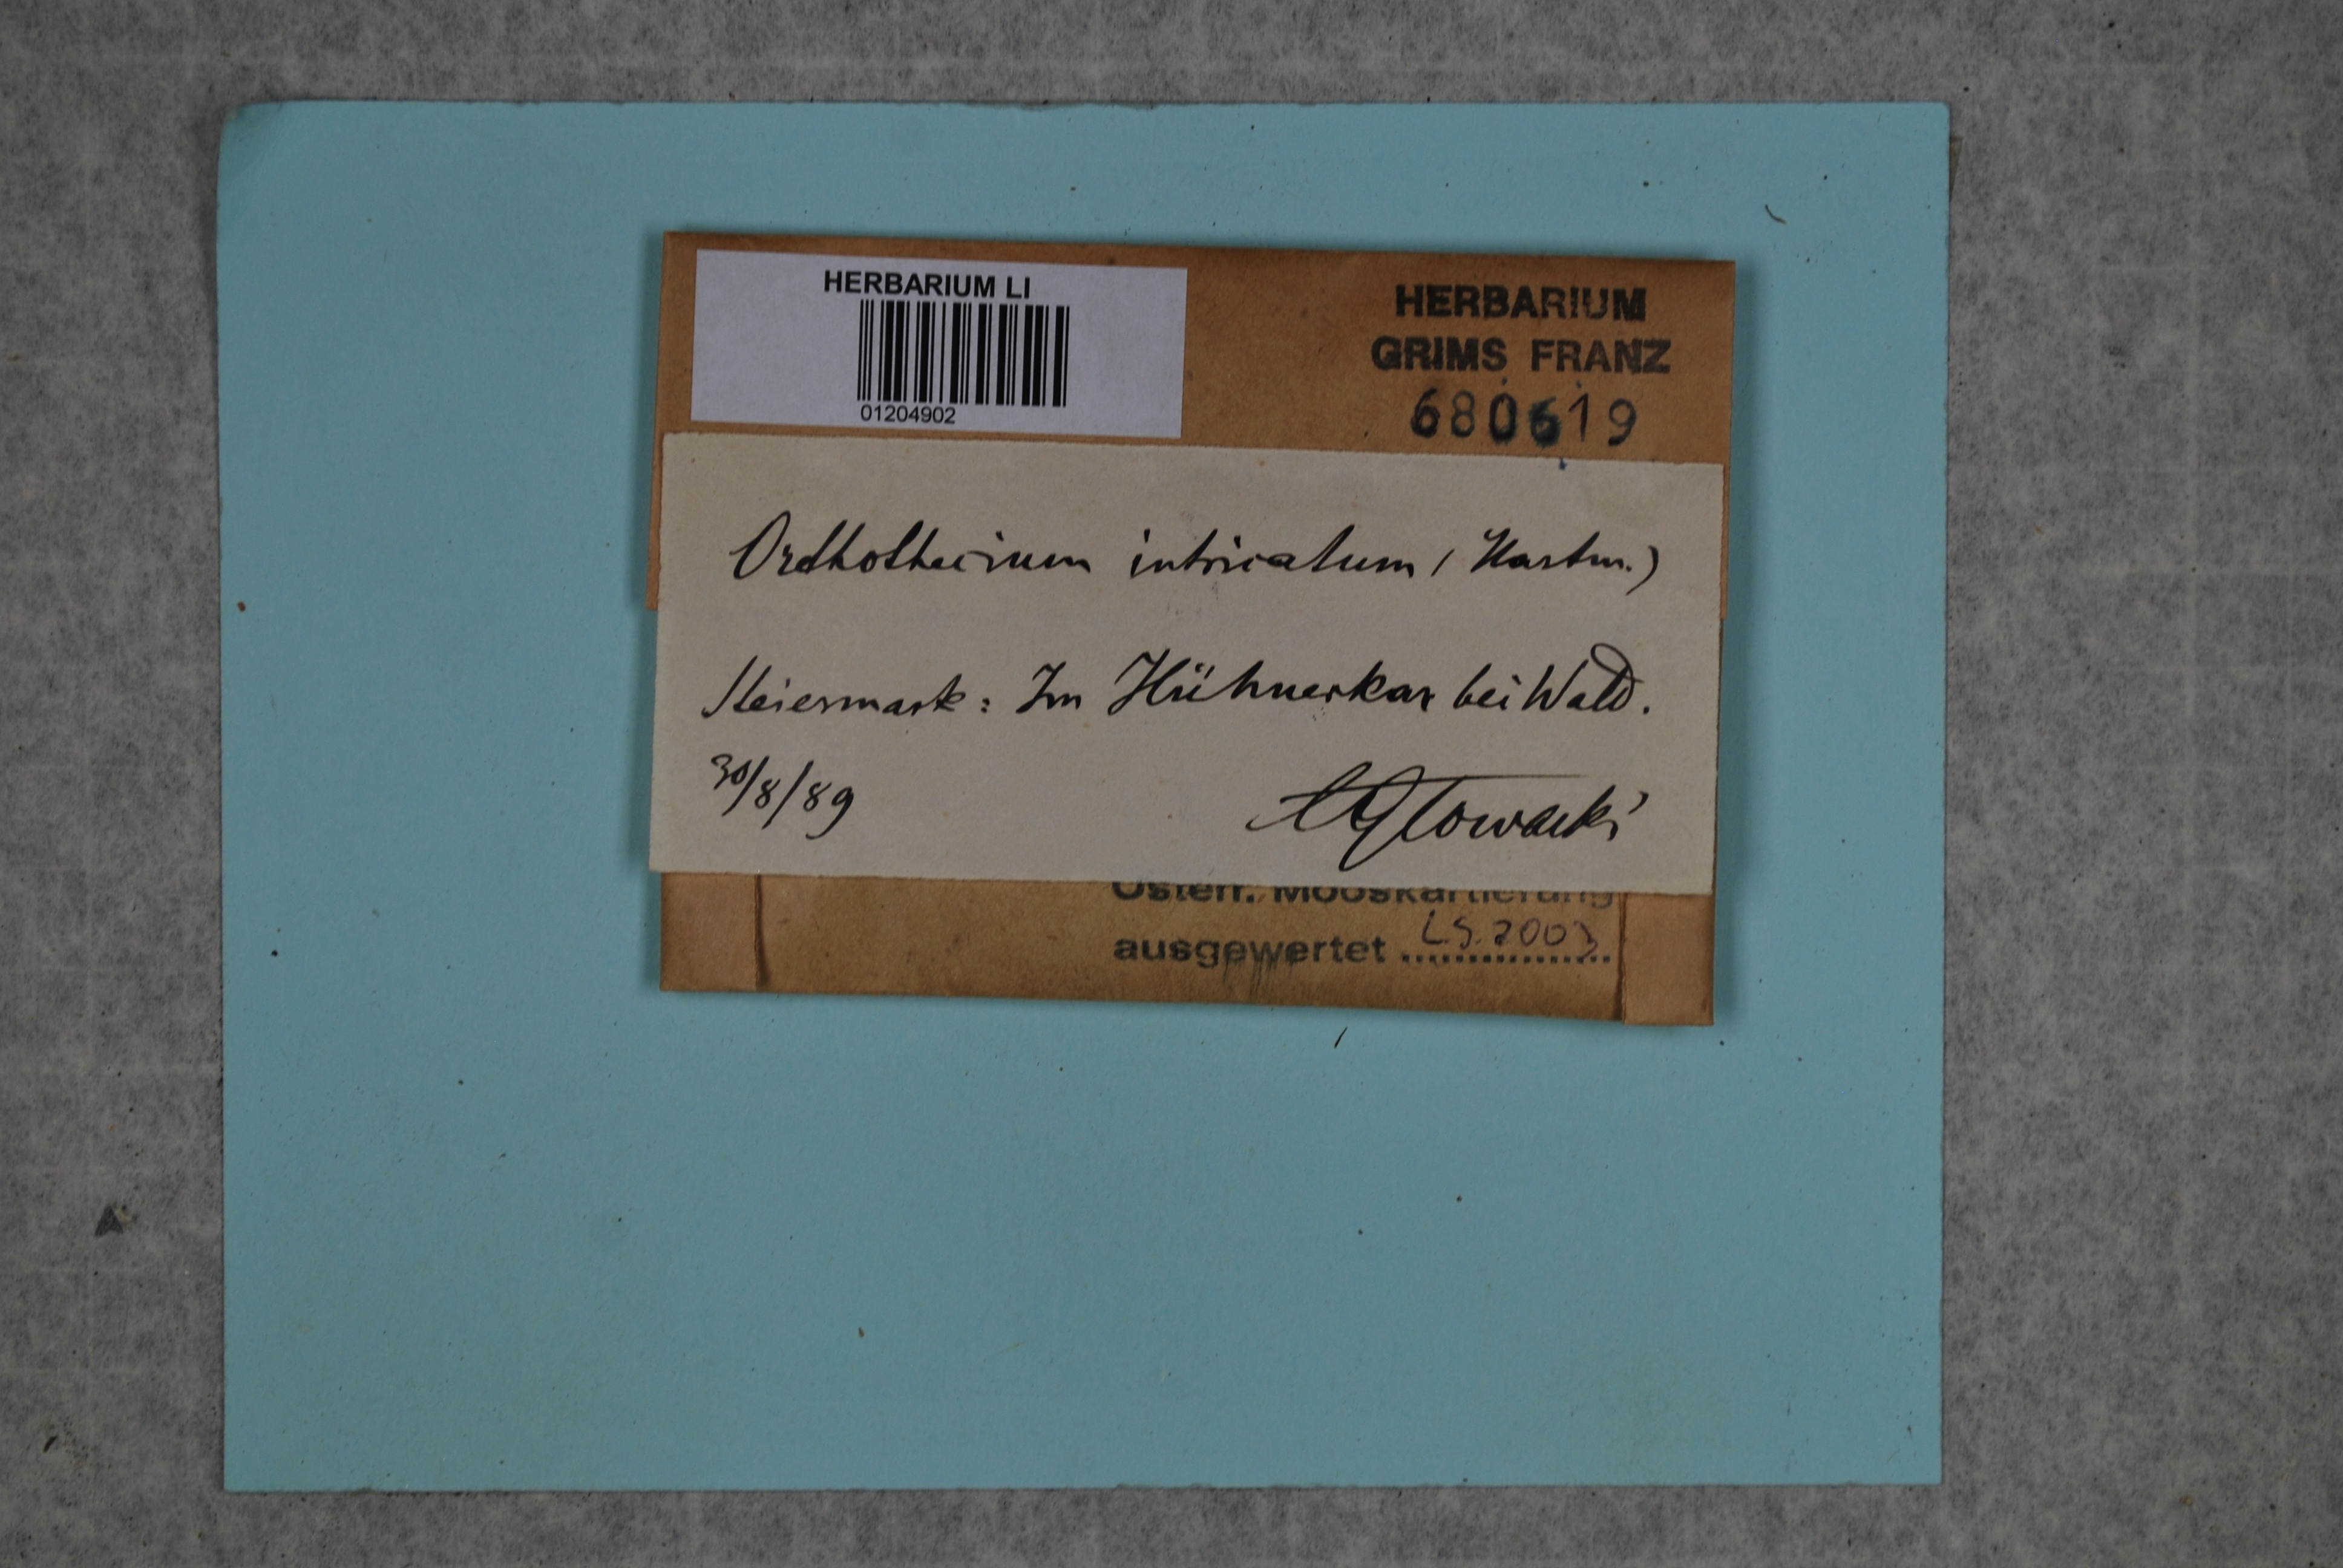 HERBARIUM LI
01204902
HERBARIUM
GRIMS FRANZ
680619
Orthothecium intricatum (Hartm.)
Steiermark: Im Hühnerkar bei Wald.
30/8/89
Głowacki
Österr. Mooskartierung
ausgewertet LS. 2003